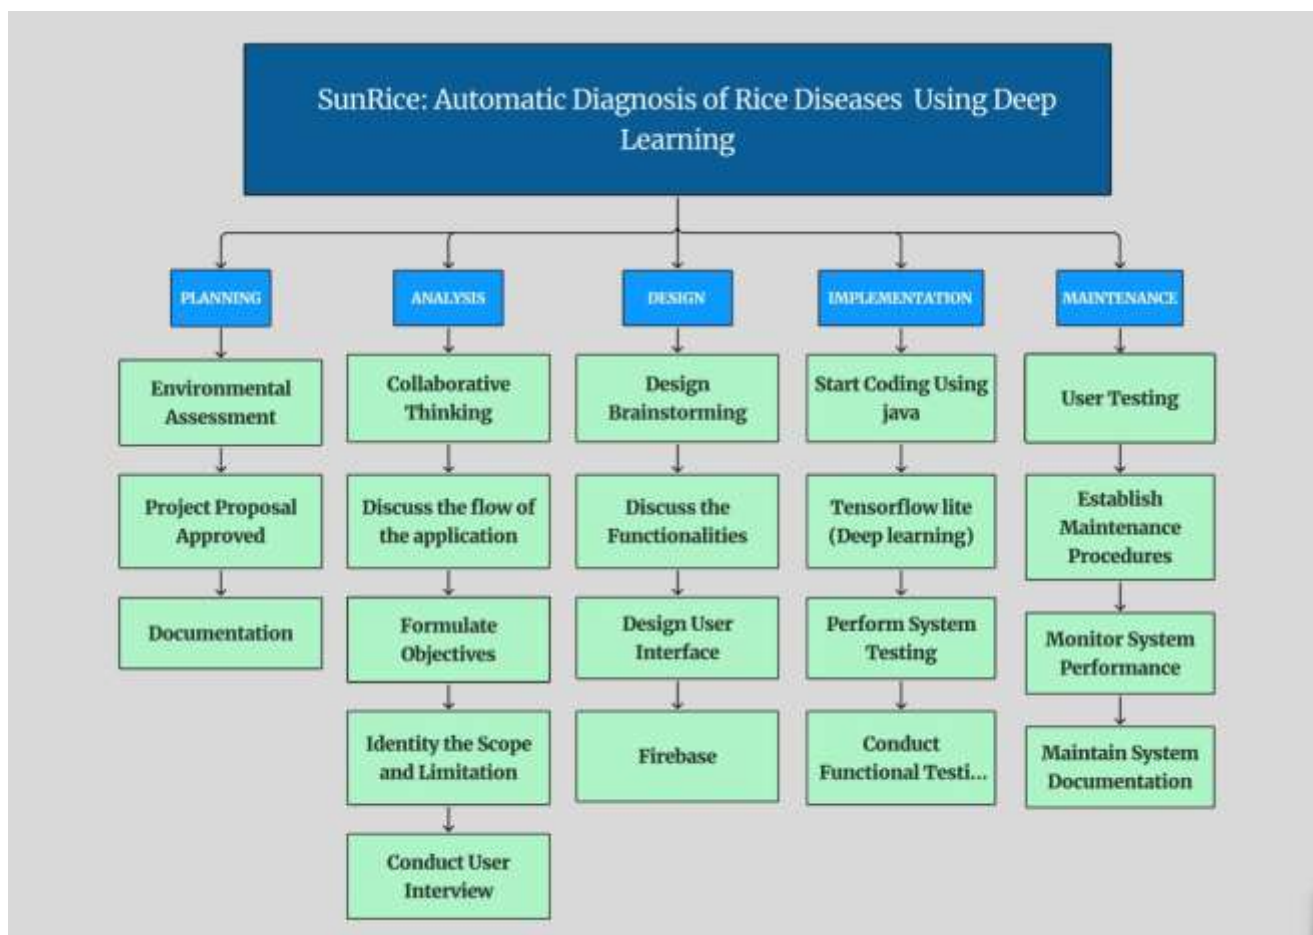 SunRice: Automatic Diagnosis of Rice Diseases Using Deep
Learning
PLANNING
ANALYSIS
DESIGN
IMPLEMENTATION
MAINTENANCE
Environmental
Assessment
Project Proposal
Approved
Documentation
Collaborative
Thinking
Discuss the flow of
the application
Formulate
Objectives
Identity the Scope
and Limitation
Conduct User
Interview
Design
Brainstorming
Discuss the
Functionalities
Design User
Interface
Firebase
Start Coding Using
java
Tensorflow lite
(Deep learning)
Perform System
Testing
Conduct
Functional Testi...
User Testing
Establish
Maintenance
Procedures
Monitor System
Performance
Maintain System
Documentation